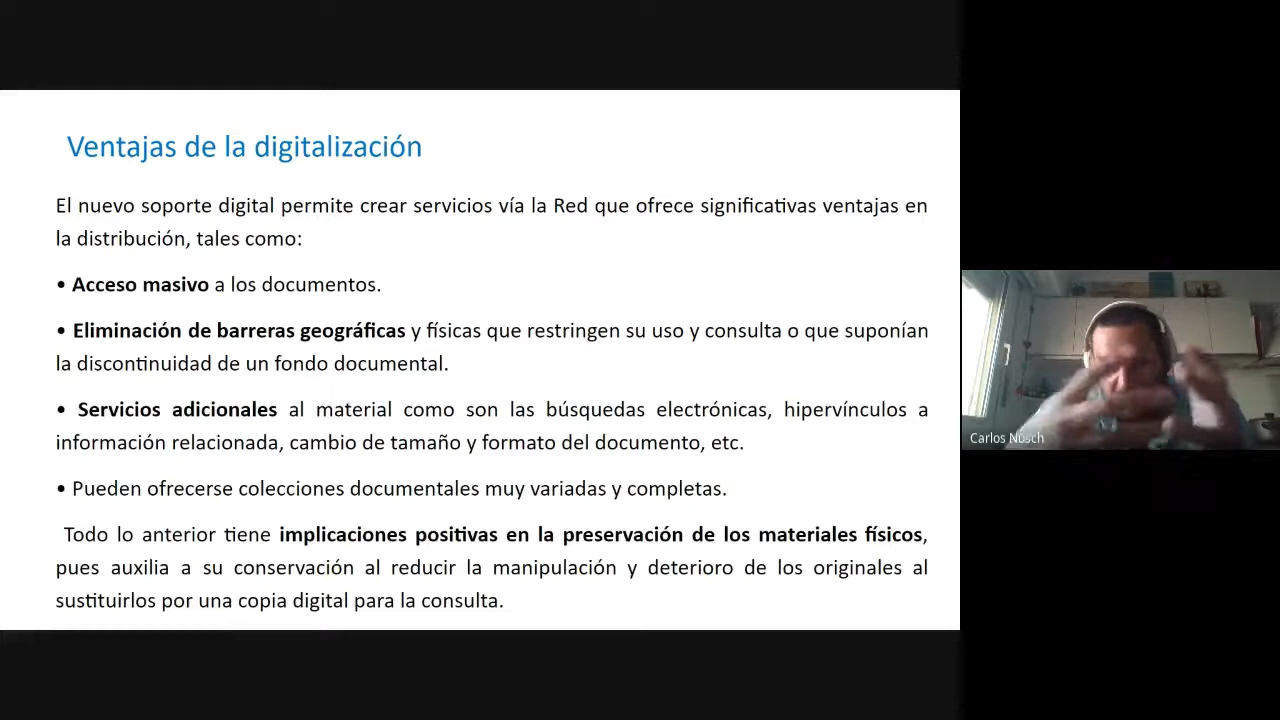 Ventajas de la digitalización
El nuevo soporte digital permite crear servicios vía la Red que ofrece significativas ventajas en
la distribución, tales como:
• Acceso masivo a los documentos.
• Eliminación de barreras geográficas y físicas que restringen su uso y consulta o que suponían
la discontinuidad de un fondo documental.
• Servicios adicionales al material como son las búsquedas electrónicas, hipervínculos a
información relacionada, cambio de tamaño y formato del documento, etc.
• Pueden ofrecerse colecciones documentales muy variadas y completas.
Todo lo anterior tiene implicaciones positivas en la preservación de los materiales físicos,
pues auxilia a su conservación al reducir la manipulación y deterioro de los originales al
sustituirlos por una copia digital para la consulta.
Carlos Nusch